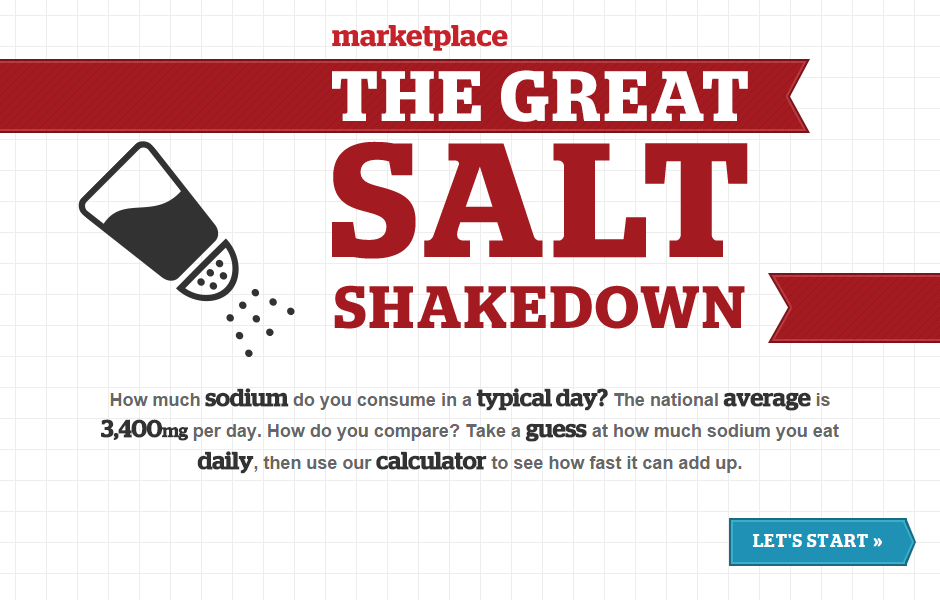 marketplace
THE GREAT
SALT
SHAKEDOWN
How much sodium do you consume in a typical day? The national average is
3,400mg per day. How do you compare? Take a guess at how much sodium you eat
daily, then use our calculator to see how fast it can add up.
LET'S START »